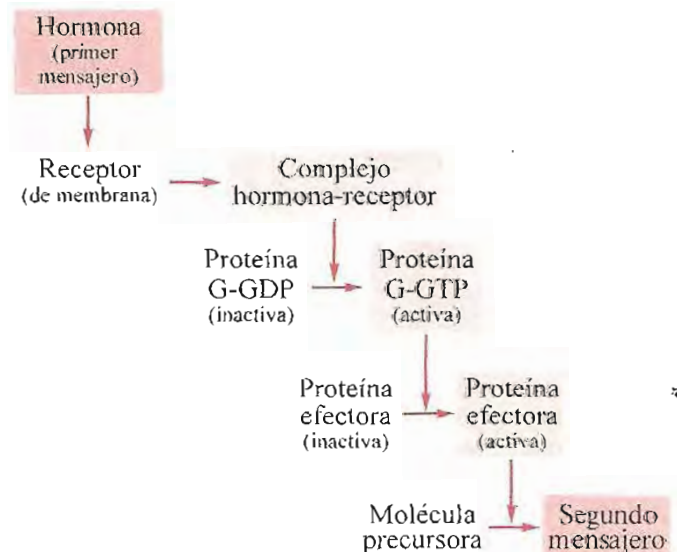 Hormona
(primer
mensajero)
Receptor
(de membrana)
Complejo
hormona-receptor
Proteína
G-GDP
(inactiva)
Proteína
G-GTP
(activa)
Proteína
efectora
(inactiva)
Proteína
efectora
(activa)
Molécula
precursora
Segundo
mensajero